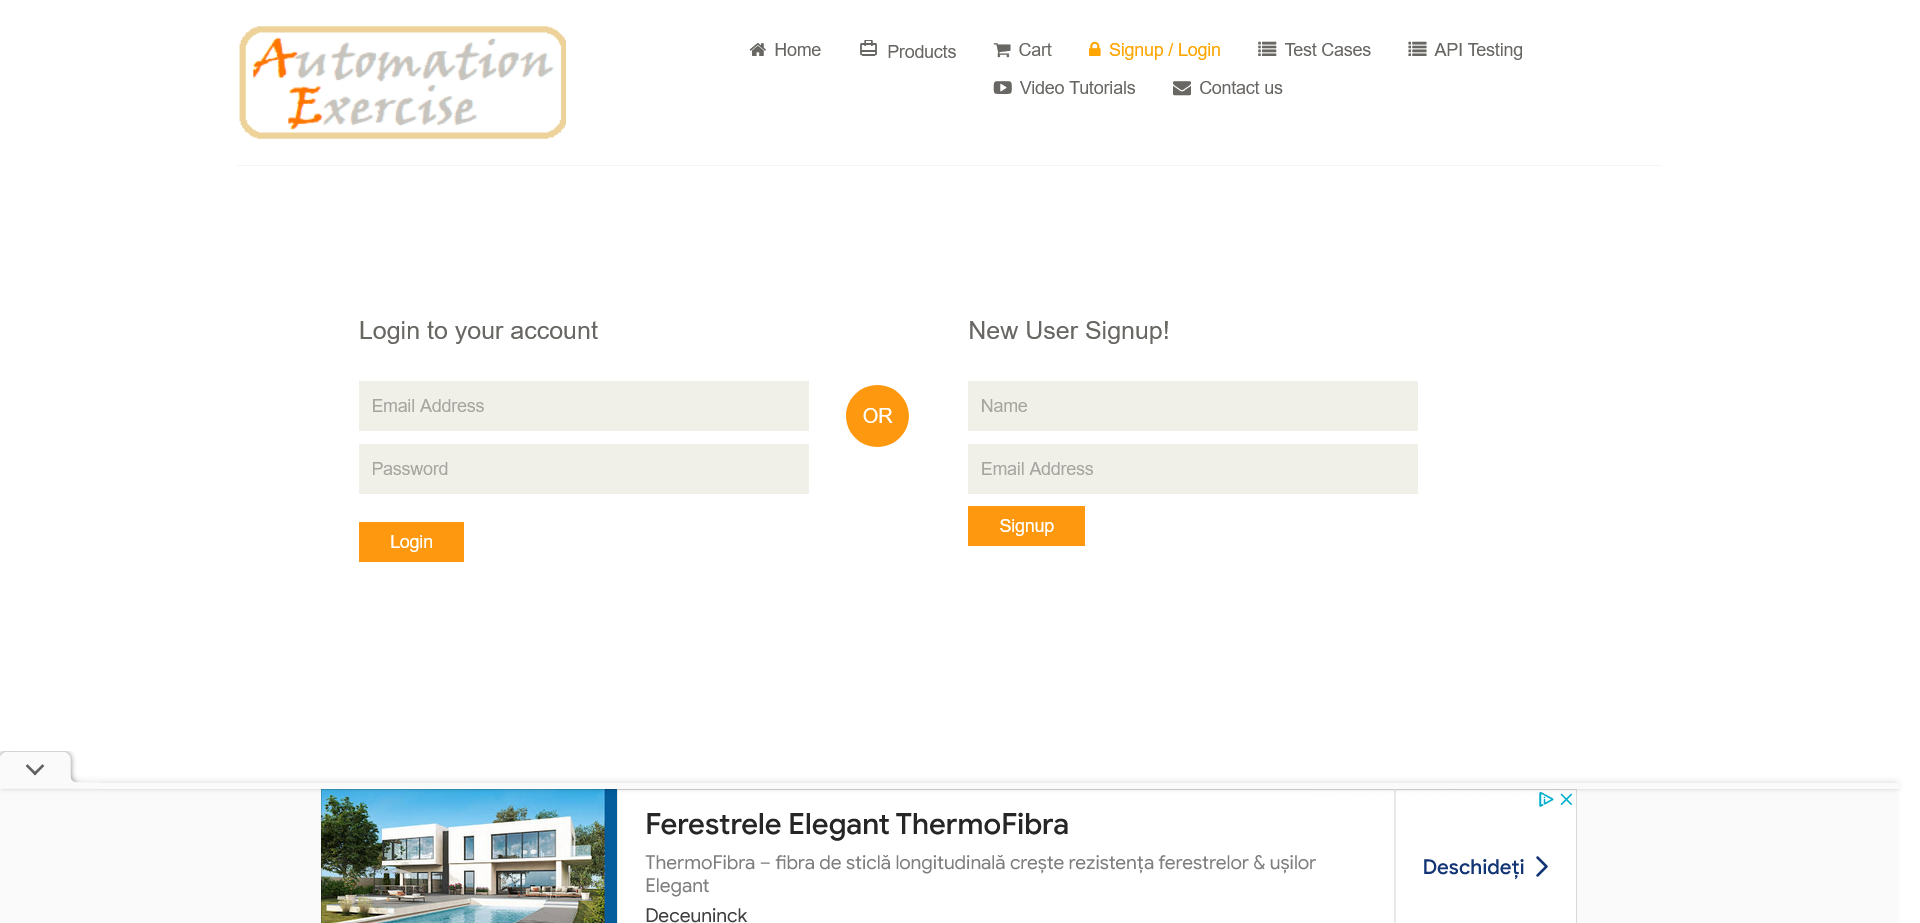 Automation
Exercise
Home
Products
Cart
Signup / Login
Test Cases
API Testing
Video Tutorials
Contact us
Login to your account
Email Address
Password
Login
OR
New User Signup!
Name
Email Address
Signup
Ferestrele Elegant ThermoFibra
ThermoFibra – fibra de sticlă longitudinală crește rezistența ferestrelor & ușilor
Elegant
Deceuninck
Deschideți